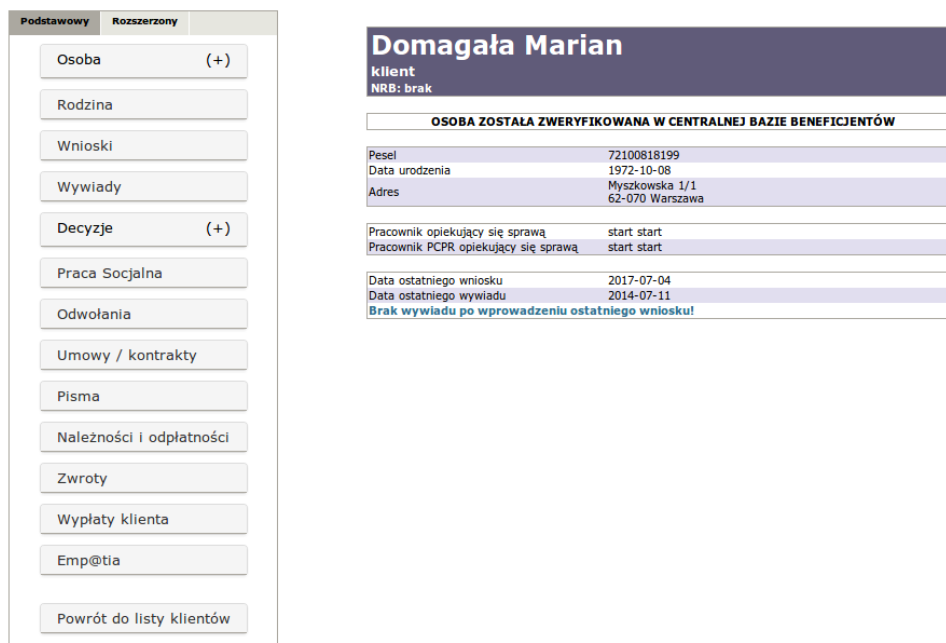 Podstawowy Rozszerzony
Osoba (+)
Rodzina
Wnioski
Wywiady
Decyzje (+)
Praca Socjalna
Odwołania
Umowy / kontrakty
Pisma
Należności i odpłatności
Zwroty
Wypłaty klienta
Emp@tia
Powrót do listy klientów
Domagała Marian
klient
NRB: brak
OSOBA ZOSTAŁA ZWERYFIKOWANA W CENTRALNEJ BAZIE BENEFICJENTÓW
Pesel 72100818199
Data urodzenia 1972-10-08
Adres Myszkowska 1/1
62-070 Warszawa
Pracownik opiekujący się sprawą start start
Pracownik PCPR opiekujący się sprawą start start
Data ostatniego wniosku 2017-07-04
Data ostatniego wywiadu 2014-07-11
Brak wywiadu po wprowadzeniu ostatniego wniosku!